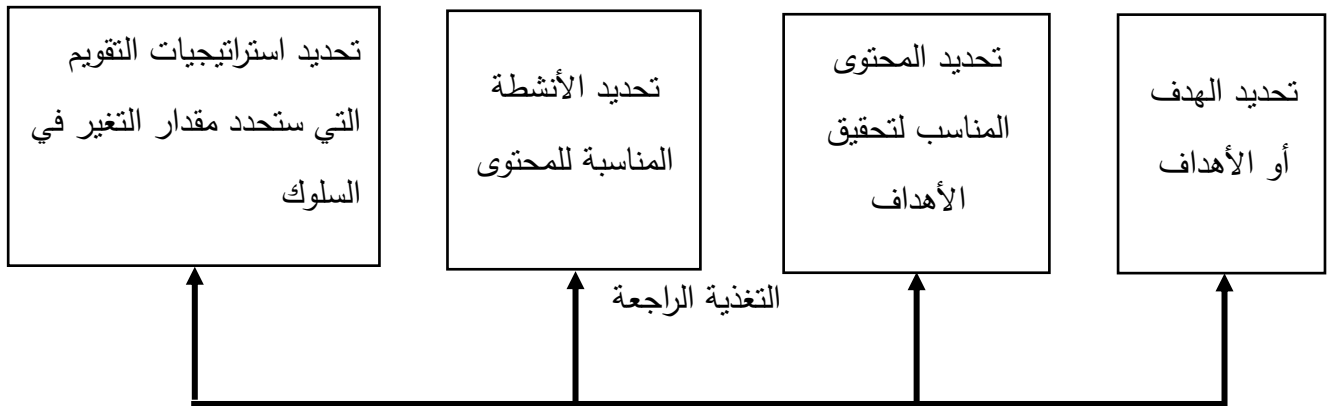 تحديد الهدف
أو الأهداف
تحديد المحتوى
المناسب لتحقيق
الأهداف
تحديد الأنشطة
المناسبة للمحتوى
تحديد استراتيجيات التقويم
التي ستحدد مقدار التغير في
السلوك
التغذية الراجعة